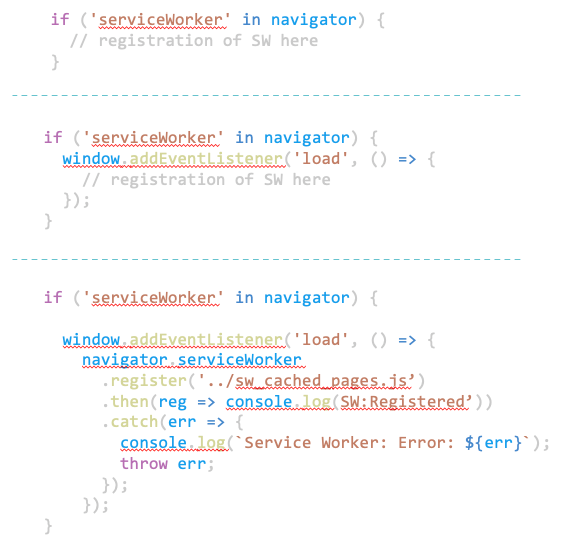 if ('serviceWorker' in navigator) {
// registration of SW here
}
---------------------------------------------------
if ('serviceWorker' in navigator) {
window.addEventListener('load', () => {
// registration of SW here
});
}
---------------------------------------------------
if ('serviceWorker' in navigator) {
window.addEventListener('load', () => {
navigator.serviceWorker
.register('../sw_cached_pages.js’)
.then(reg => console.log(SW:Registered’))
.catch(err => {
console.log(`Service Worker: Error: ${err}`);
throw err;
});
});
}